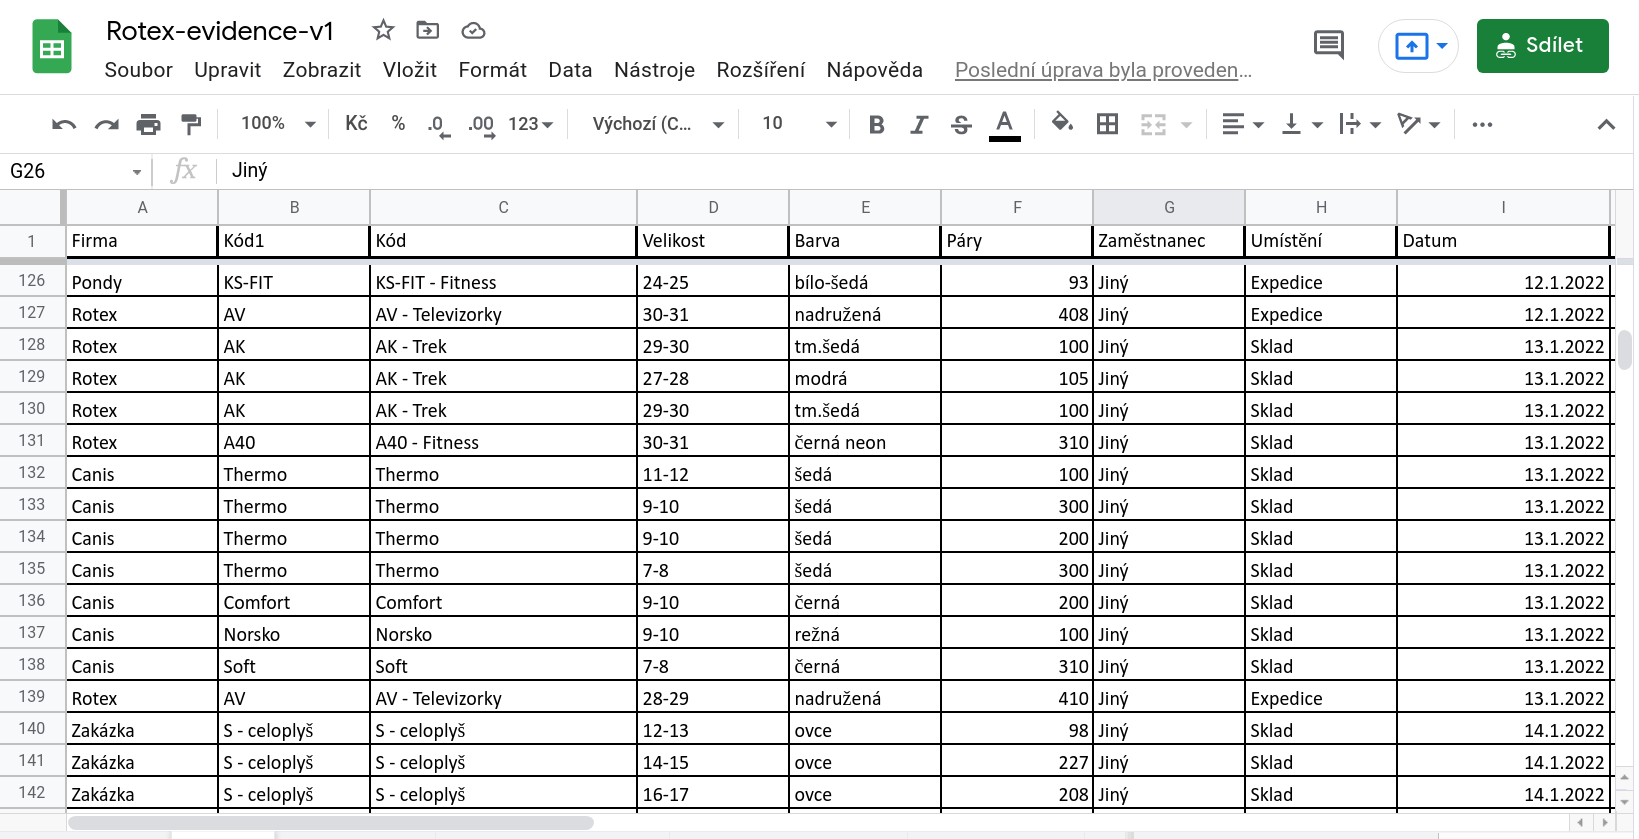 Rotex-evidence-v1
Soubor Upravit Zobrazit Vložit Formát Data Nástroje Rozšíření Nápověda Poslední úprava byla proveden…
Sdílet
100% Kč % .0 .00 123 Výchozí (C... 10 B I S A
G26 fx Jiný
A B C D E F G H I
1 Firma Kód1 Kód Velikost Barva Páry Zaměstnanec Umístění Datum
126 Pondy KS-FIT KS-FIT - Fitness 24-25 bílo-šedá 93 Jiný Expedice 12.1.2022
127 Rotex AV AV - Televizorky 30-31 nadružená 408 Jiný Expedice 12.1.2022
128 Rotex AK AK - Trek 29-30 tm.šedá 100 Jiný Sklad 13.1.2022
129 Rotex AK AK - Trek 27-28 modrá 105 Jiný Sklad 13.1.2022
130 Rotex AK AK - Trek 29-30 tm.šedá 100 Jiný Sklad 13.1.2022
131 Rotex A40 A40 - Fitness 30-31 černá neon 310 Jiný Sklad 13.1.2022
132 Canis Thermo Thermo 11-12 šedá 100 Jiný Sklad 13.1.2022
133 Canis Thermo Thermo 9-10 šedá 300 Jiný Sklad 13.1.2022
134 Canis Thermo Thermo 9-10 šedá 200 Jiný Sklad 13.1.2022
135 Canis Thermo Thermo 7-8 šedá 300 Jiný Sklad 13.1.2022
136 Canis Comfort Comfort 9-10 černá 200 Jiný Sklad 13.1.2022
137 Canis Norsko Norsko 9-10 režná 100 Jiný Sklad 13.1.2022
138 Canis Soft Soft 7-8 černá 310 Jiný Sklad 13.1.2022
139 Rotex AV AV - Televizorky 28-29 nadružená 410 Jiný Expedice 13.1.2022
140 Zakázka S - celoplyš S - celoplyš 12-13 ovce 98 Jiný Sklad 14.1.2022
141 Zakázka S - celoplyš S - celoplyš 14-15 ovce 227 Jiný Sklad 14.1.2022
142 Zakázka S - celoplyš S - celoplyš 16-17 ovce 208 Jiný Sklad 14.1.2022